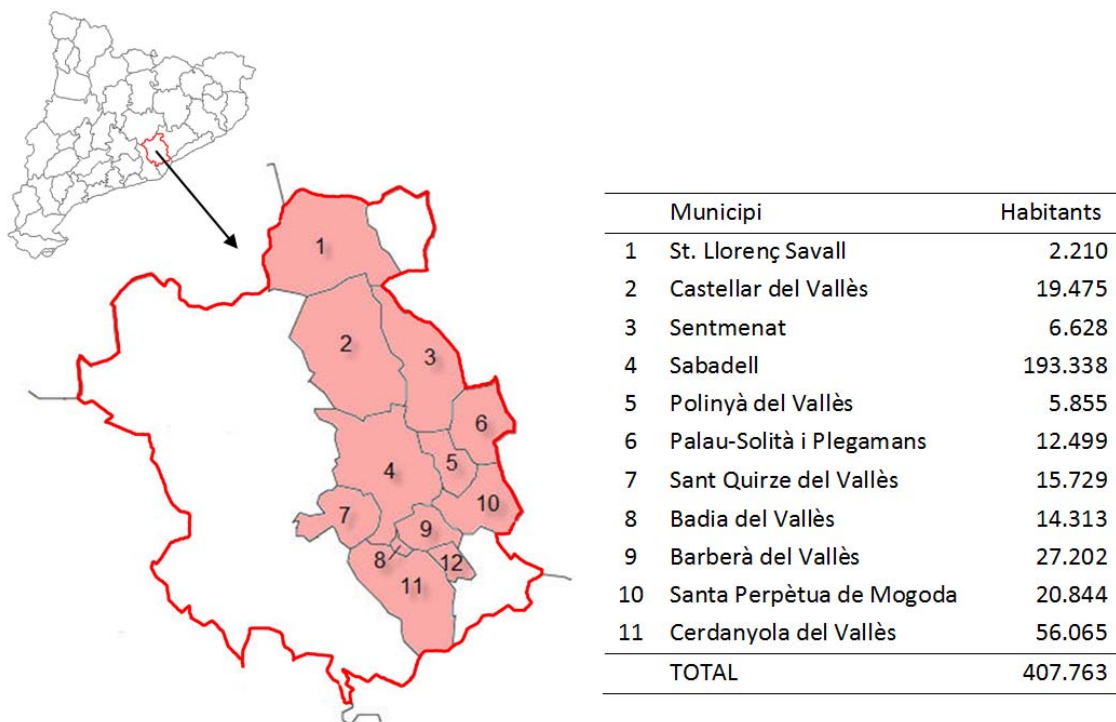 1
2
3
6
5
4
10
7
9
8
12
11
Municipi Habitants
1 St. Llorenç Savall 2.210
2 Castellar del Vallès 19.475
3 Sentmenat 6.628
4 Sabadell 193.338
5 Polinyà del Vallès 5.855
6 Palau-Solità i Plegamans 12.499
7 Sant Quirze del Vallès 15.729
8 Badia del Vallès 14.313
9 Barberà del Vallès 27.202
10 Santa Perpètua de Mogoda 20.844
11 Cerdanyola del Vallès 56.065
TOTAL 407.763